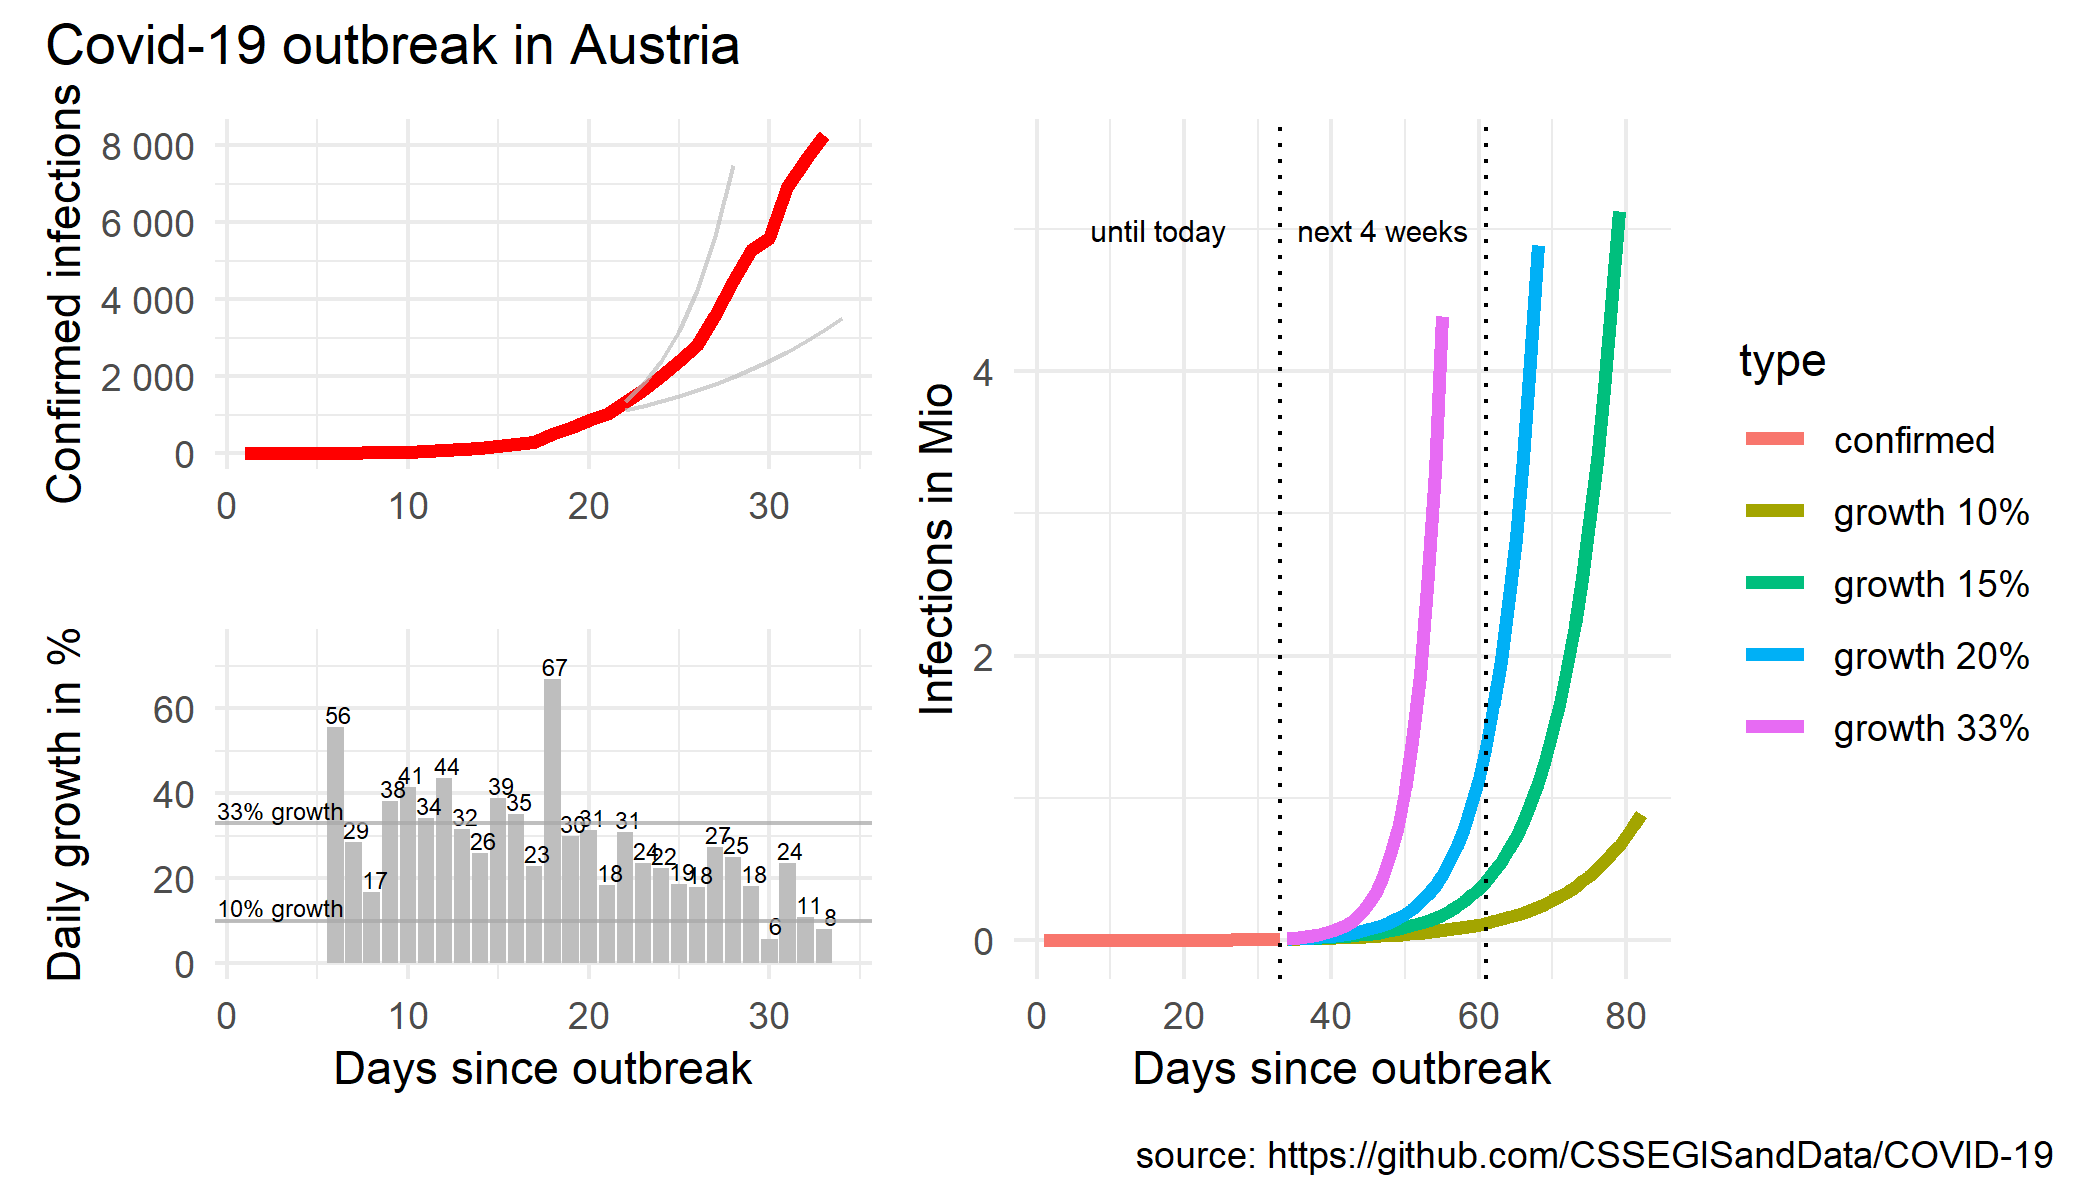 Covid-19 outbreak in Austria
Confirmed infections
8 000
6 000
4 000
2 000
0
0 10 20 30
Daily growth in %
60
40
20
0
33% growth
10% growth
56 29 17 38 41 34 44 32 26 39 35 23 67 30 31 18 31 24 22 19 18 27 25 18 6 24 11 8
0 10 20 30
Days since outbreak
Infections in Mio
4
2
0
until today
next 4 weeks
0 20 40 60 80
Days since outbreak
type
confirmed
growth 10%
growth 15%
growth 20%
growth 33%
source: https://github.com/CSSEGISandData/COVID-19